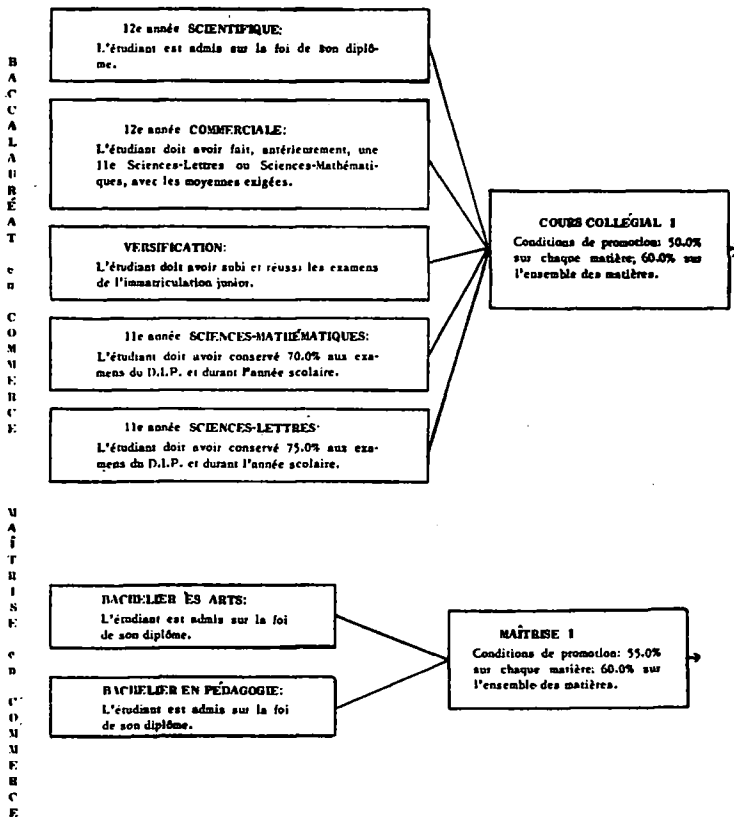 BACCALAURÉAT en COMMERCE
12e année SCIENTIFIQUE:
L'étudiant est admis sur la foi de son diplô-
me.
12e année COMMERCIALE:
L'étudiant doit avoir fait, antérieurement, une
11e Sciences-Lettres ou Sciences-Mathémati-
ques, avec les moyennes exigées.
VERSIFICATION:
L'étudiant doit avoir subi et réussi les examens
de l'immatriculation junior.
11e année SCIENCES-MATHÉMATIQUES:
L'étudiant doit avoir conservé 70.0% aux exa-
mens du D.I.P. et durant l'année scolaire.
11e année SCIENCES-LETTRES:
L'étudiant doit avoir conservé 75.0% aux exa-
mens du D.I.P. et durant l'année scolaire.
COURS COLLÉGIAL 1
Conditions de promotion: 50.0%
sur chaque matière; 60.0% sur
l'ensemble des matières.
MAÎTRISE en COMMERCE
BACHELIER ÈS ARTS:
L'étudiant est admis sur la foi
de son diplôme.
BACHELIER EN PÉDAGOGIE:
L'étudiant est admis sur la foi
de son diplôme.
MAÎTRISE 1
Conditions de promotion: 55.0%
sur chaque matière; 60.0% sur
l'ensemble des matières.